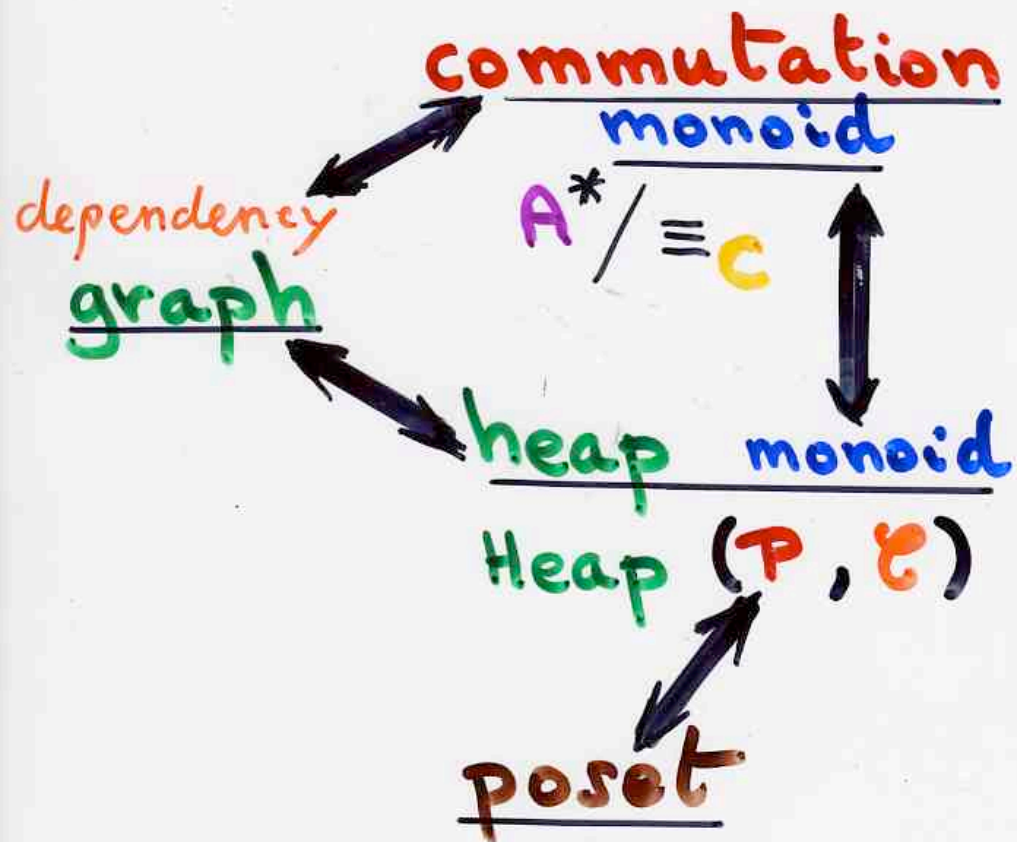 commutation
monoid
A*/≡C
dependency
graph
heap monoid
Heap (P, C)
poset